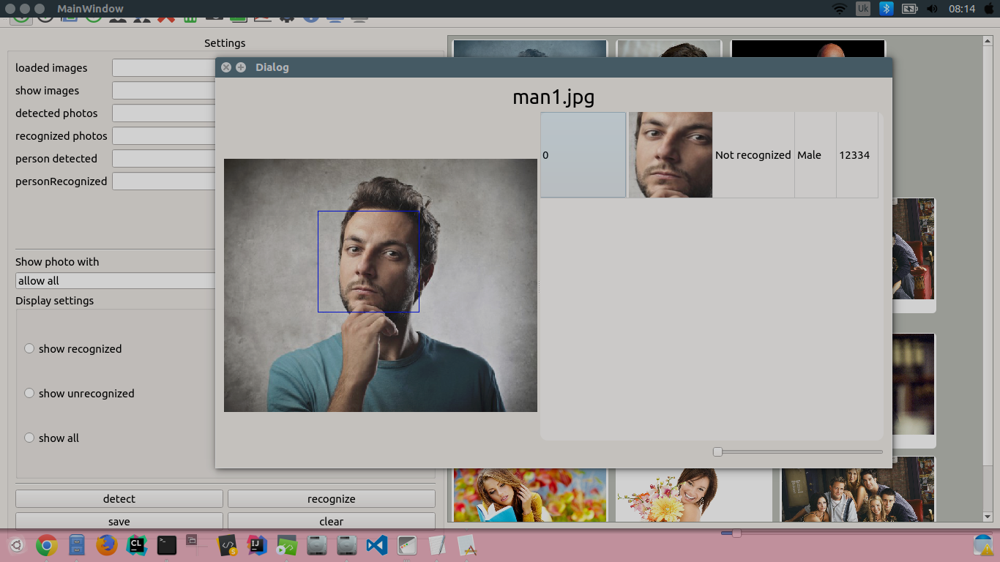 MainWindow
Uk
08:14
Settings
loaded images
show images
detected photos
recognized photos
person detected
personRecognized
Show photo with
allow all
Display settings
show recognized
show unrecognized
show all
detect
recognize
save
clear
Dialog
man1.jpg
0
Not recognized
Male
12334
CL
IJ